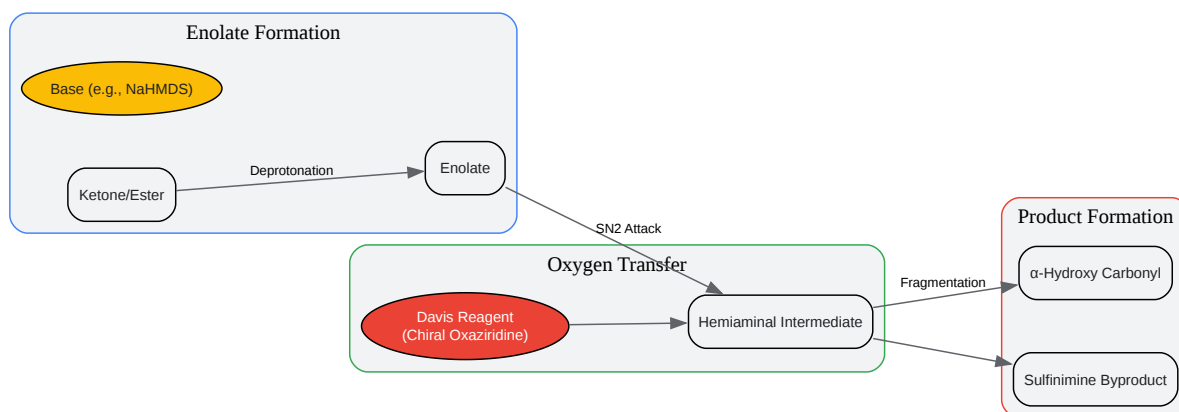 Enolate Formation
Base (e.g., NaHMDS)
Ketone/Ester
Deprotonation
Enolate
SN2 Attack
Oxygen Transfer
Davis Reagent
(Chiral Oxaziridine)
Hemiaminal Intermediate
Fragmentation
Product Formation
α-Hydroxy Carbonyl
Sulfinimine Byproduct